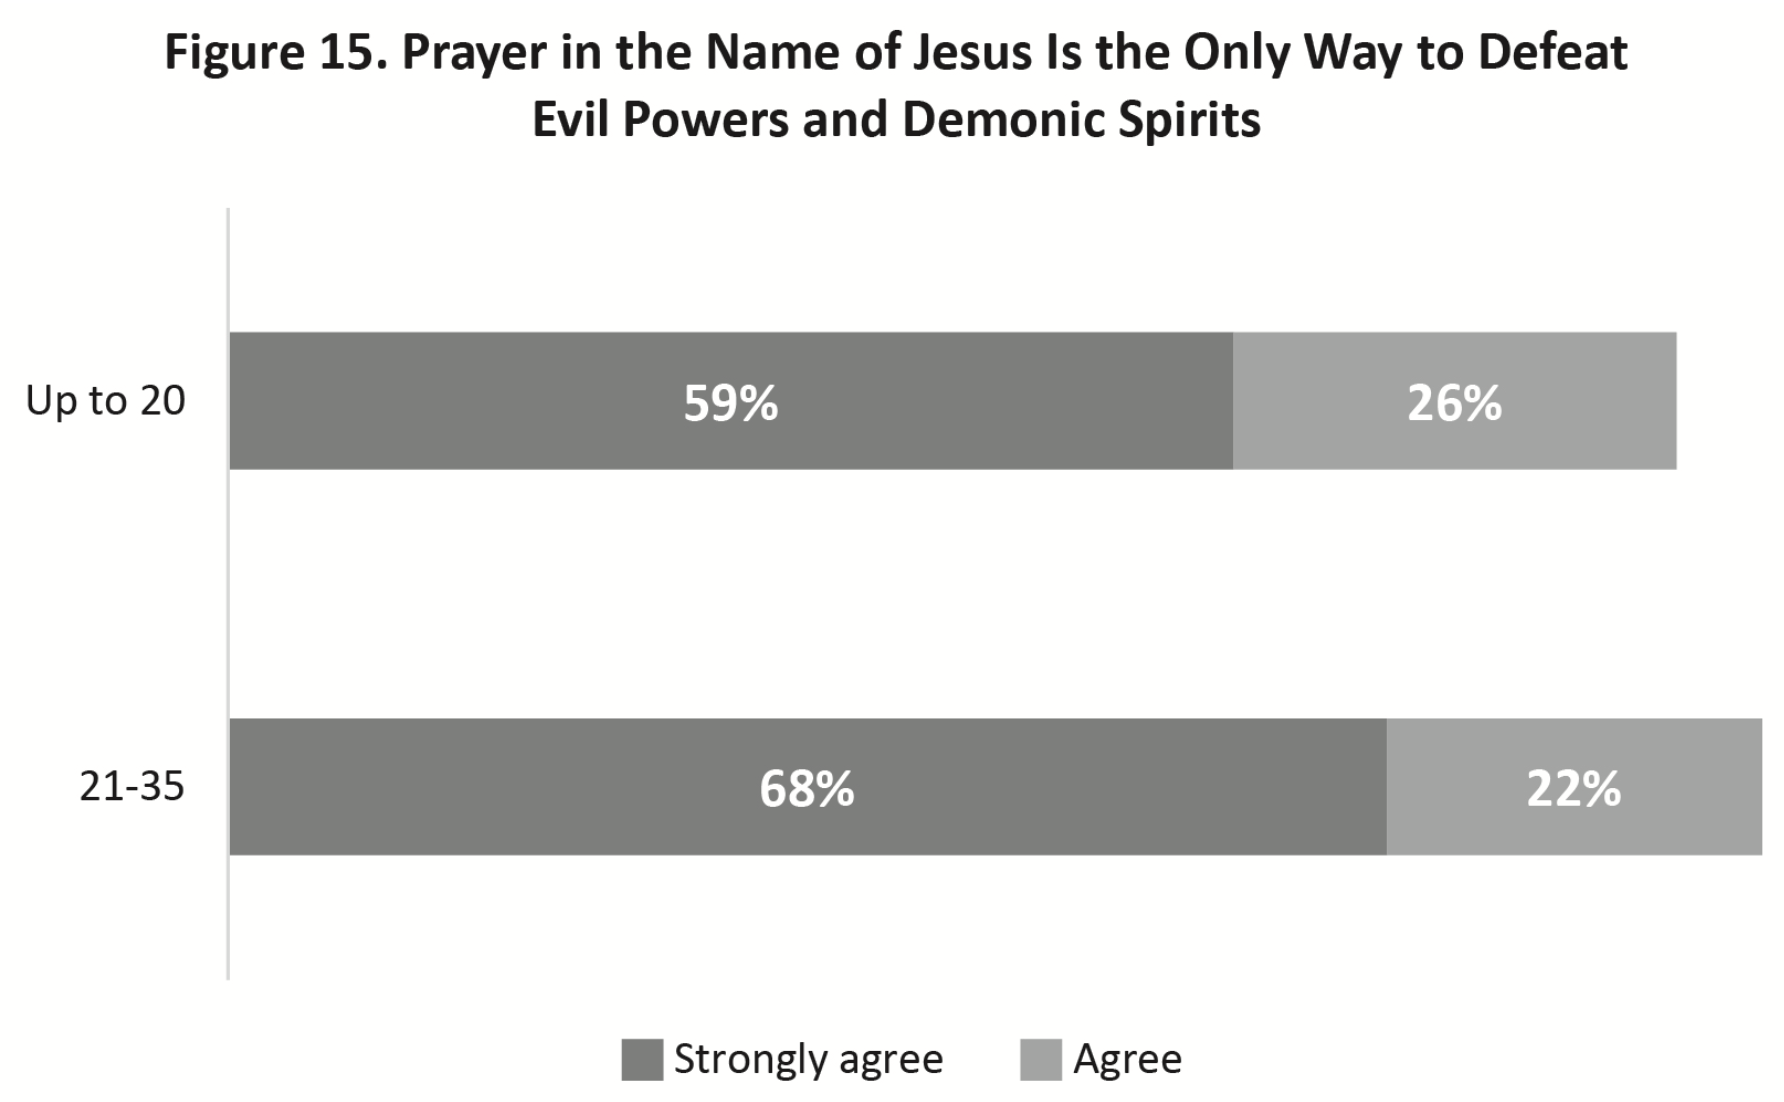 Figure 15. Prayer in the Name of Jesus Is the Only Way to Defeat
Evil Powers and Demonic Spirits
Up to 20
59%
26%
21-35
68%
22%
Strongly agree
Agree